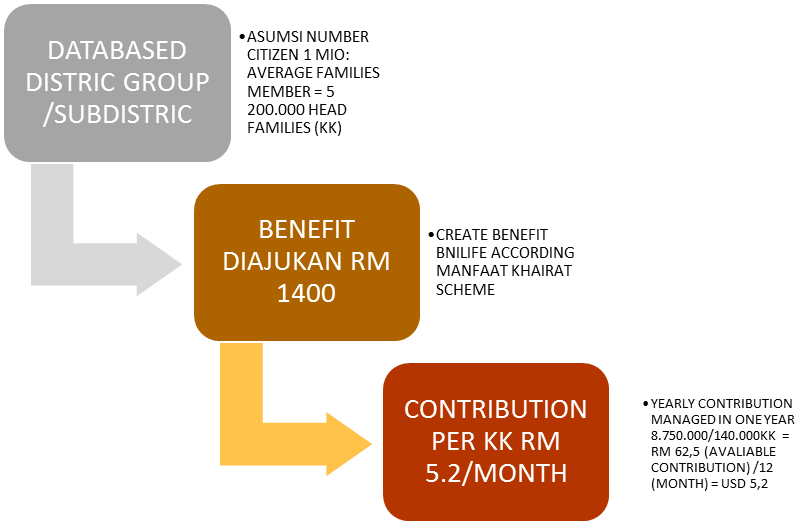 DATABASED
DISTRIC GROUP
/SUBDISTRIC
•ASUMSI NUMBER
CITIZEN 1 MIO:
AVERAGE FAMILIES
MEMBER = 5
200.000 HEAD
FAMILIES (KK)
BENEFIT
DIAJUKAN RM
1400
•CREATE BENEFIT
BNILIFE ACCORDING
MANFAAT KHAIRAT
SCHEME
CONTRIBUTION
PER KK RM
5.2/MONTH
•YEARLY CONTRIBUTION
MANAGED IN ONE YEAR
8.750.000/140.000KK =
RM 62,5 (AVALIABLE
CONTRIBUTION) /12
(MONTH) = USD 5,2